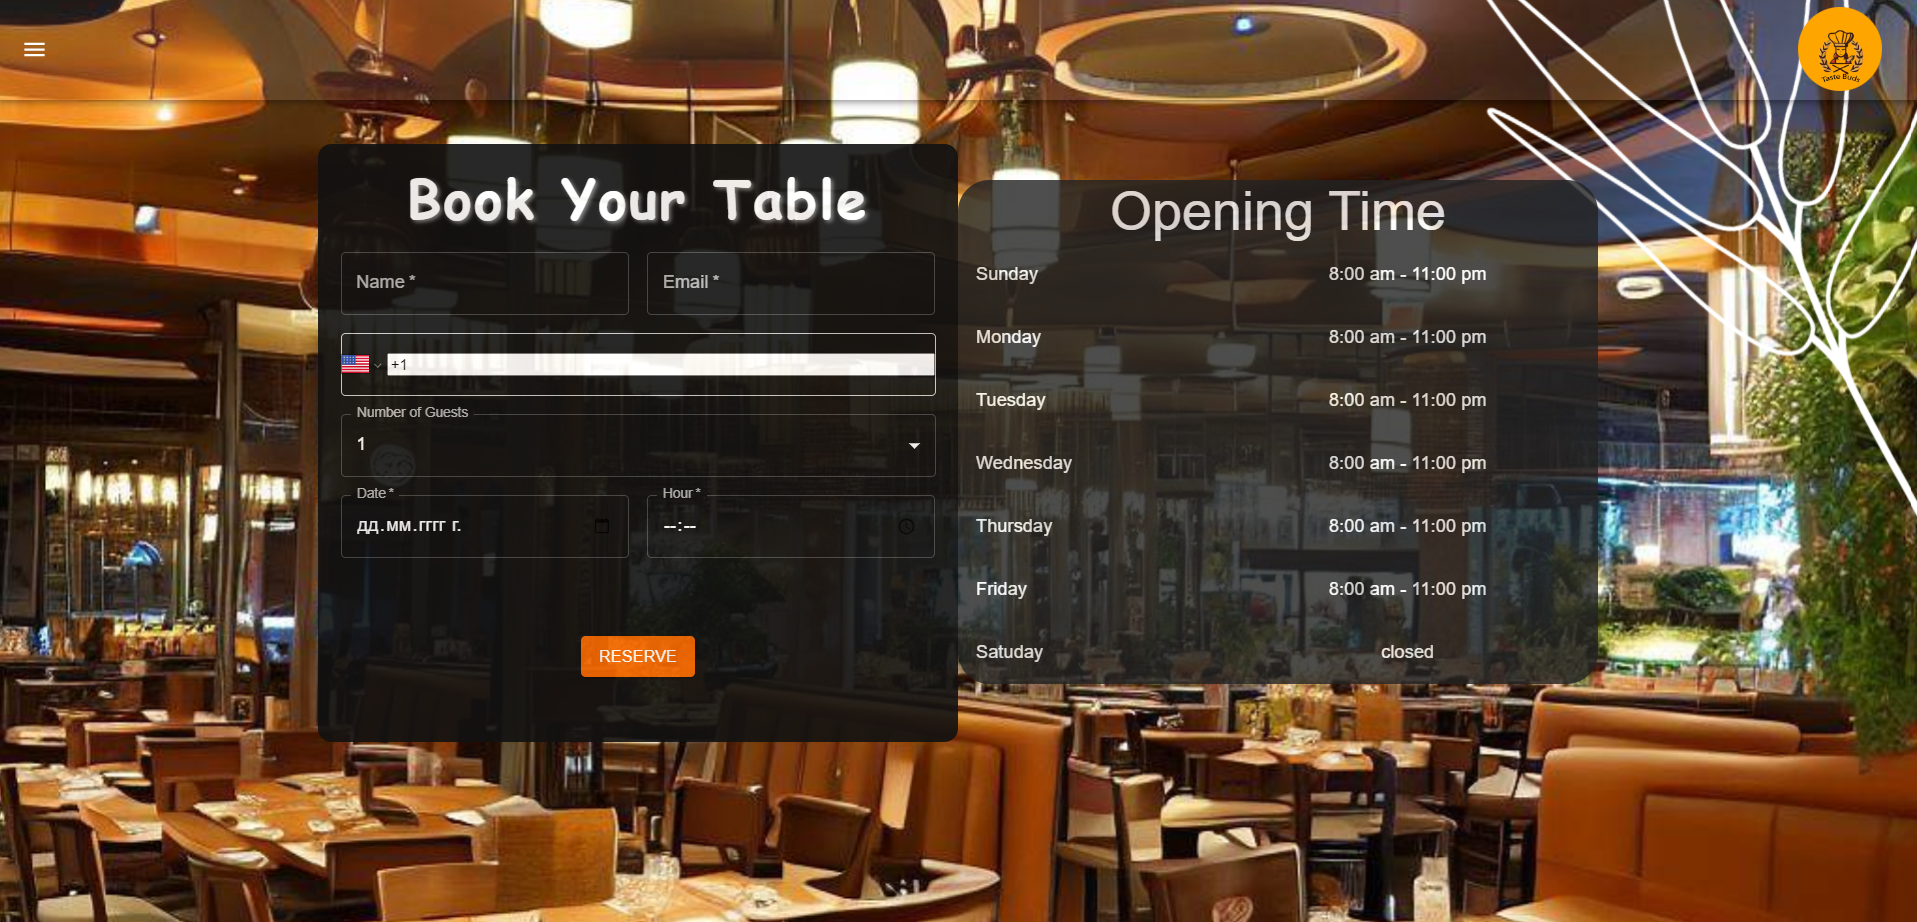 Taste Buds
Book Your Table
Name *
Email *
+1
Number of Guests
1
Date *
Hour *
дд.мм.гггг г.
--:--
RESERVE
Opening Time
Sunday 8:00 am - 11:00 pm
Monday 8:00 am - 11:00 pm
Tuesday 8:00 am - 11:00 pm
Wednesday 8:00 am - 11:00 pm
Thursday 8:00 am - 11:00 pm
Friday 8:00 am - 11:00 pm
Satuday closed